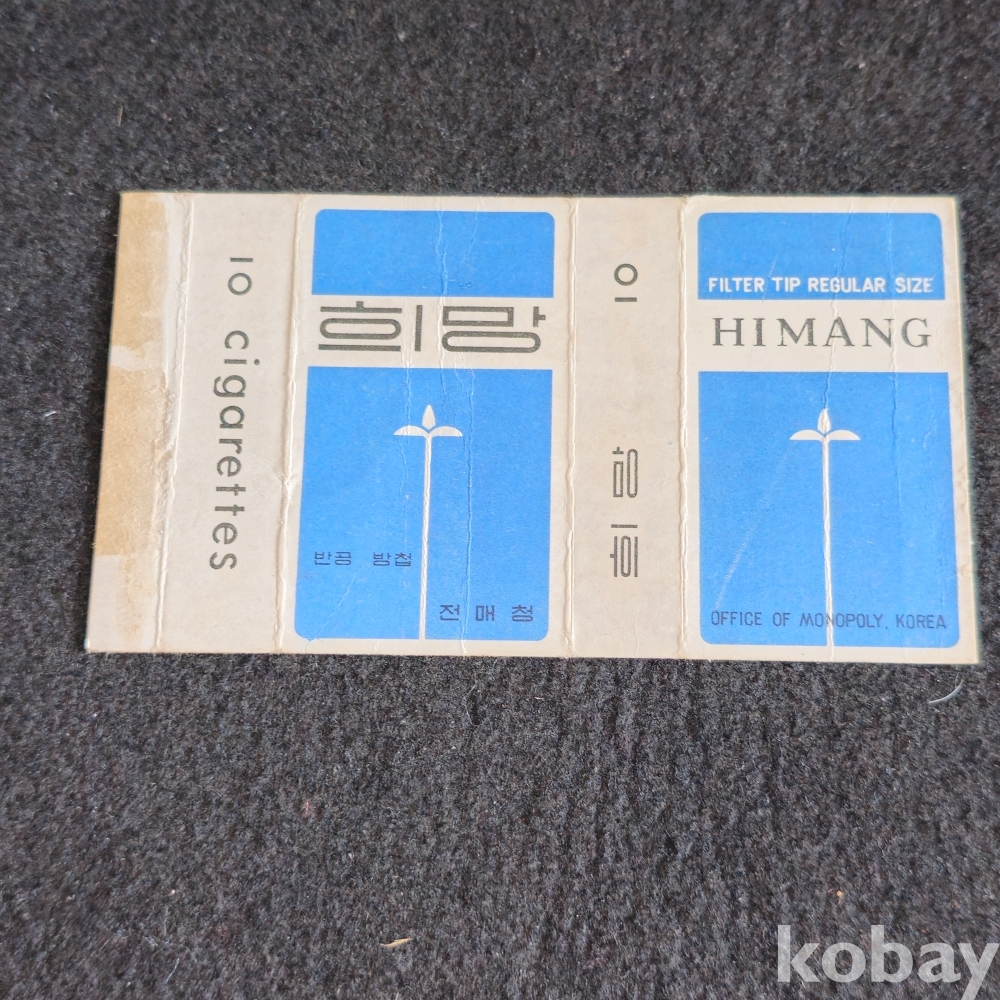 10 cigarettes
희망
반공 방첩
전매청
10
희망
FILTER TIP REGULAR SIZE
HIMANG
OFFICE OF MONOPOLY, KOREA
kobay